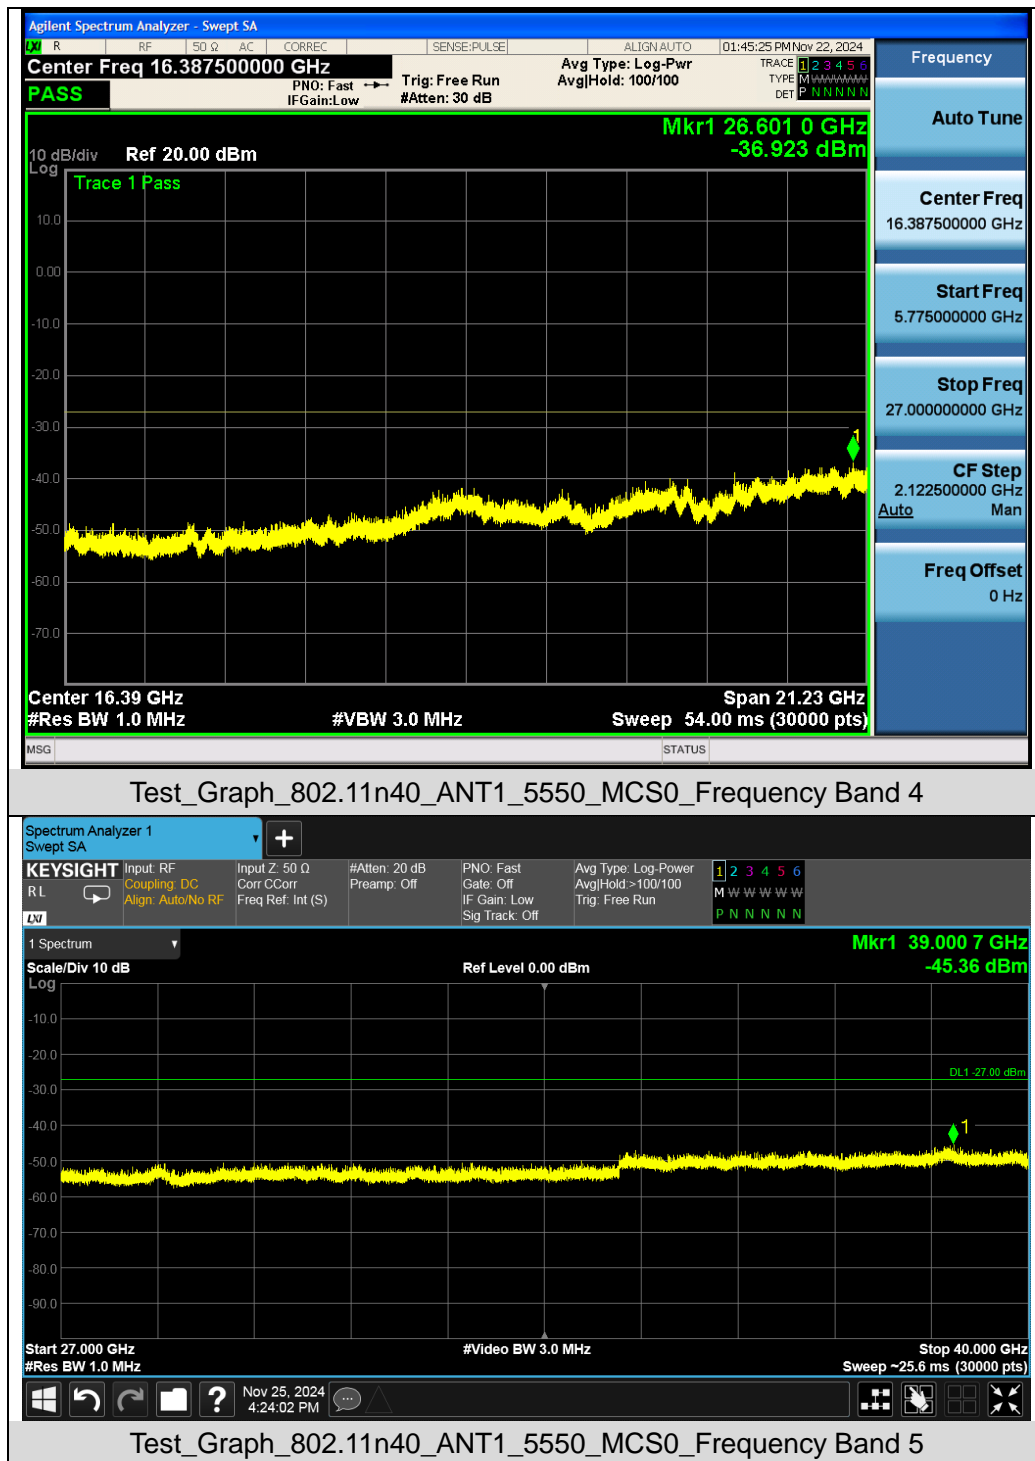 Agilent Spectrum Analyzer - Swept SA
LXI R RF 50 Ω AC CORREC SENSE:PULSE ALIGN AUTO 01:45:25 PM Nov 22, 2024
Center Freq 16.387500000 GHz
PASS
PNO: Fast
IFGain:Low
Trig: Free Run
#Atten: 30 dB
Avg Type: Log-Pwr
Avg|Hold: 100/100
TRACE 1 2 3 4 5 6
TYPE M W W W W W
DET P N N N N N
Mkr1 26.601 0 GHz
-36.923 dBm
10 dB/div Ref 20.00 dBm
Log
Trace 1 Pass
10.0
0.00
-10.0
-20.0
-30.0
-40.0
-50.0
-60.0
-70.0
1
Center 16.39 GHz Span 21.23 GHz
#Res BW 1.0 MHz #VBW 3.0 MHz Sweep 54.00 ms (30000 pts)
MSG STATUS
Frequency
Auto Tune
Center Freq
16.387500000 GHz
Start Freq
5.775000000 GHz
Stop Freq
27.000000000 GHz
CF Step
2.122500000 GHz
Auto Man
Freq Offset
0 Hz
Test_Graph_802.11n40_ANT1_5550_MCS0_Frequency Band 4
Spectrum Analyzer 1
Swept SA
+
KEYSIGHT
RL
LXI
Input: RF
Coupling: DC
Align: Auto/No RF
Input Z: 50 Ω
Corr CCorr
Freq Ref: Int (S)
#Atten: 20 dB
Preamp: Off
PNO: Fast
Gate: Off
IF Gain: Low
Sig Track: Off
Avg Type: Log-Power
Avg|Hold:>100/100
Trig: Free Run
1 2 3 4 5 6
M W W W W W
P N N N N N
1 Spectrum
Mkr1 39.000 7 GHz
Scale/Div 10 dB Ref Level 0.00 dBm -45.36 dBm
Log
-10.0
-20.0
DL1 -27.00 dBm
-30.0
-40.0
1
-50.0
-60.0
-70.0
-80.0
-90.0
Start 27.000 GHz #Video BW 3.0 MHz Stop 40.000 GHz
#Res BW 1.0 MHz Sweep ~25.6 ms (30000 pts)
? Nov 25, 2024
4:24:02 PM
Test_Graph_802.11n40_ANT1_5550_MCS0_Frequency Band 5